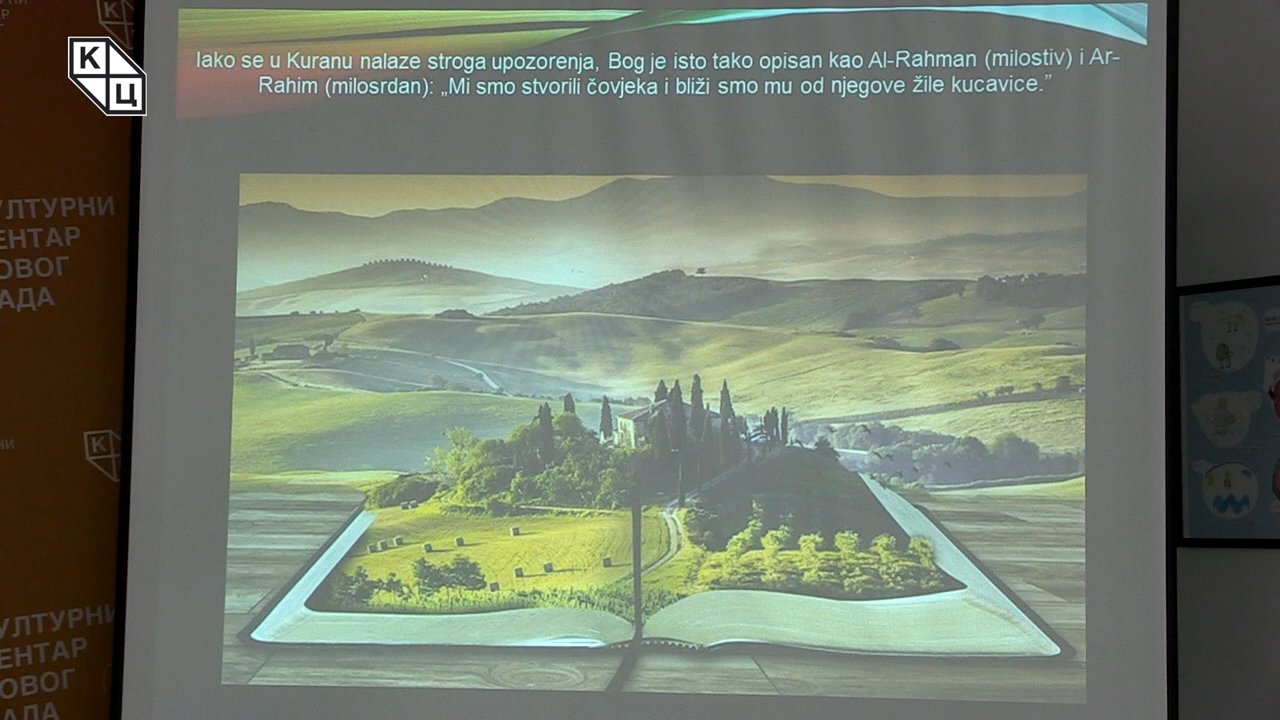 К
Ц
Iako se u Kuranu nalaze stroga upozorenja, Bog je isto tako opisan kao Al-Rahman (milostiv) i Ar-
Rahim (milosrdan): „Mi smo stvorili čovjeka i bliži smo mu od njegove žile kucavice.”
УЛТУРНИ
ЕНТАР
ОВОГ
АДА
К
УЛТУРНИ
ЕНТАР
ОВОГ
АДА